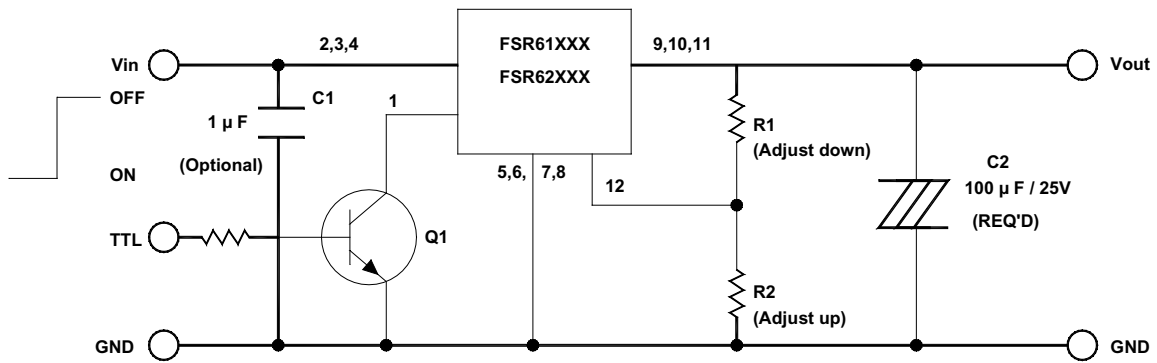 2,3,4
FSR61XXX
FSR62XXX
9,10,11
Vin
Vout
OFF
C1
1
1 µ F
(Optional)
R1
(Adjust down)
ON
5,6,
7,8
12
C2
100 µ F / 25V
(REQ'D)
TTL
Q1
R2
(Adjust up)
GND
GND